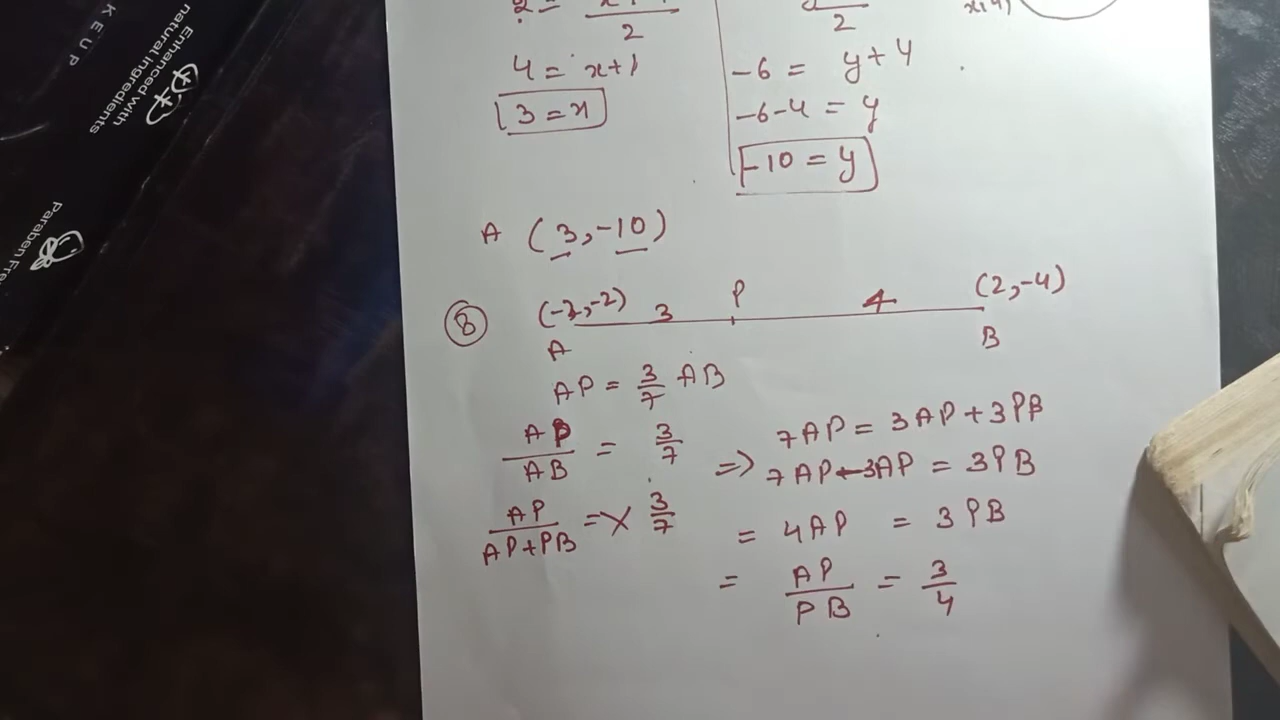 KEUP
Enhanced with
natural ingredients
Paraben Fre
2
2
4 = x+1
3 = x
-6 = y+4
-6-4 = y
-10 = y
A (3,-10)
8
P
(2,-4)
3
4
A
B
AP = 3/7 AB
AP/AB = 3/7
=> 7AP = 3AP + 3PB
7AP - 3AP = 3PB
AP/AP+PB = 3/7
= 4AP = 3PB
= AP/PB = 3/4